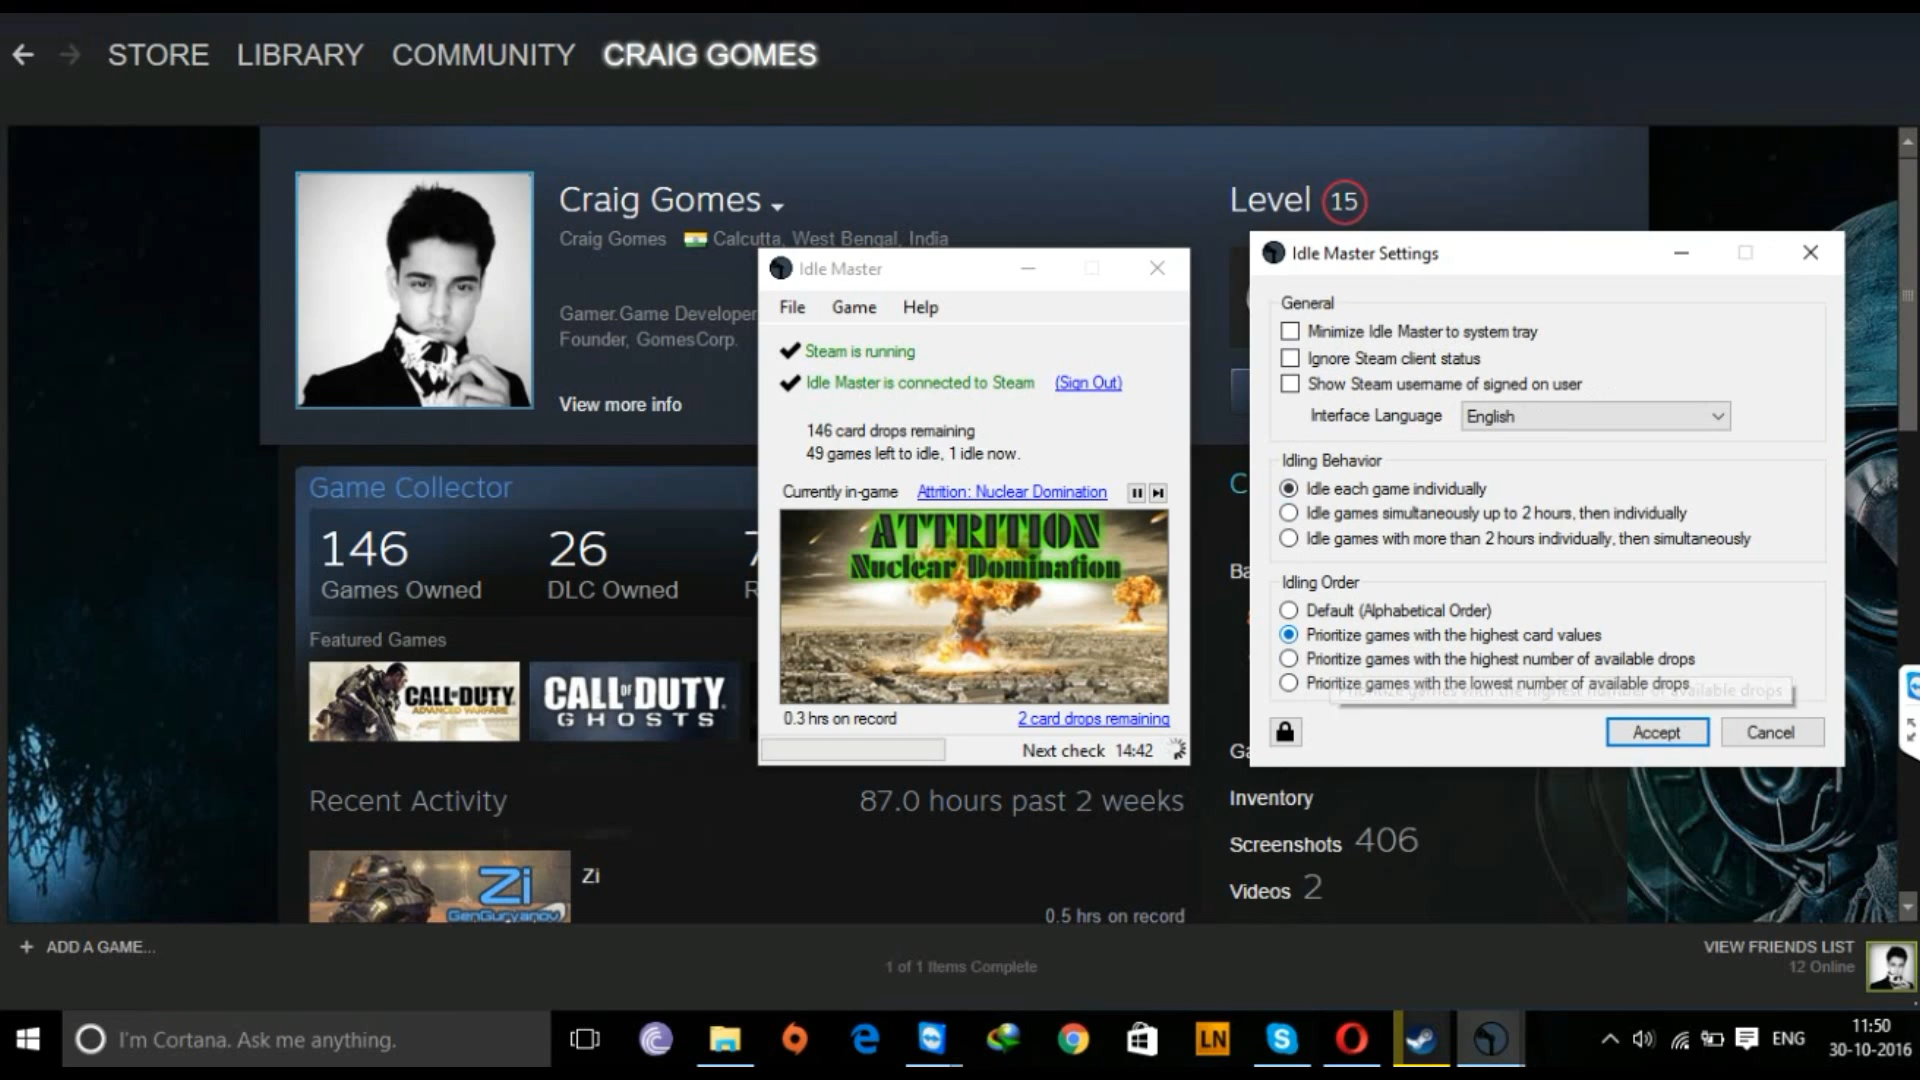 STORE LIBRARY COMMUNITY CRAIG GOMES
Craig Gomes
Craig Gomes Calcutta, West Bengal, India
Gamer.Game Developer
Founder, GomesCorp.
View more info
Level 15
Game Collector
146
Games Owned
26
DLC Owned
Featured Games
CALL OF DUTY
ADVANCED WARFARE
CALL OF DUTY
GHOSTS
Recent Activity
87.0 hours past 2 weeks
Zi
GenGuryanov
Zi
0.5 hrs on record
Idle Master
File Game Help
Steam is running
Idle Master is connected to Steam (Sign Out)
146 card drops remaining
49 games left to idle, 1 idle now.
Currently in-game Attrition: Nuclear Domination
ATTRITION
Nuclear Domination
0.3 hrs on record 2 card drops remaining
Next check 14:42
Idle Master Settings
General
Minimize Idle Master to system tray
Ignore Steam client status
Show Steam username of signed on user
Interface Language English
Idling Behavior
Idle each game individually
Idle games simultaneously up to 2 hours, then individually
Idle games with more than 2 hours individually, then simultaneously
Idling Order
Default (Alphabetical Order)
Prioritize games with the highest card values
Prioritize games with the highest number of available drops
Prioritize games with the lowest number of available drops
Accept Cancel
Inventory
Screenshots 406
Videos 2
+ ADD A GAME...
1 of 1 Items Complete
VIEW FRIENDS LIST
12 Online
I'm Cortana. Ask me anything.
LN
ENG
11:50
30-10-2016